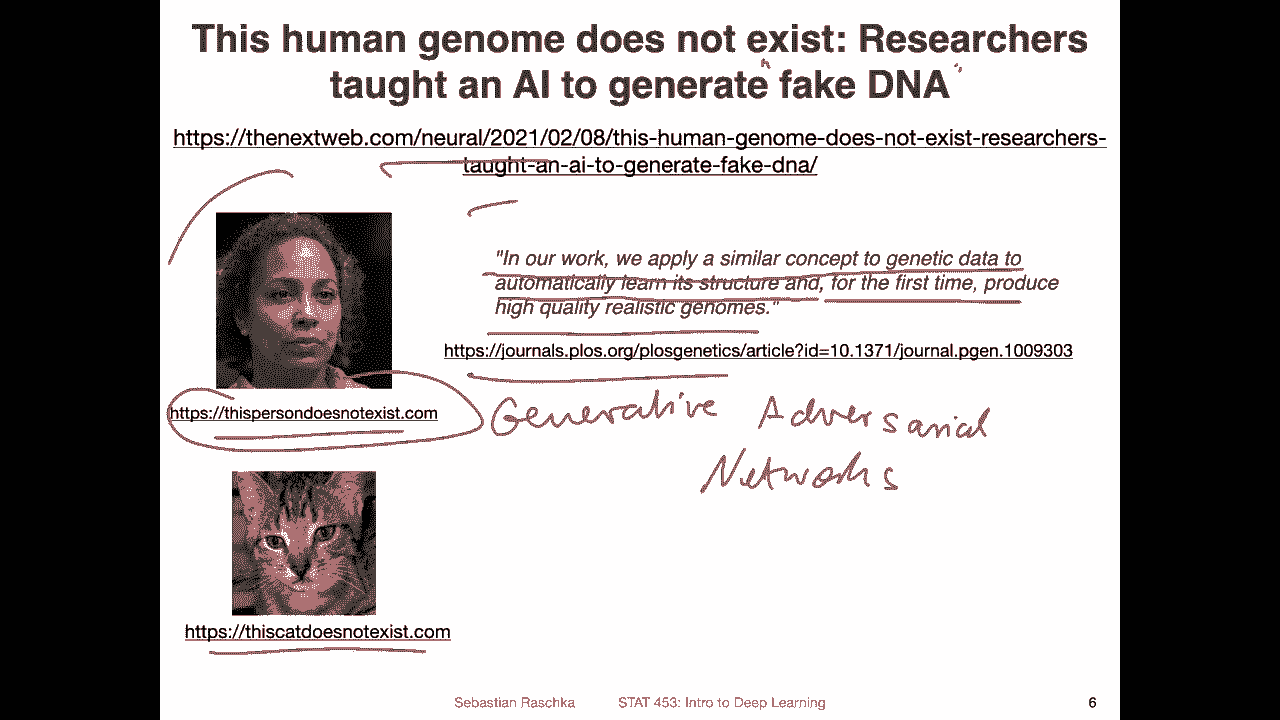 This human genome does not exist: Researchers
taught an AI to generate fake DNA
https://thenextweb.com/neural/2021/02/08/this-human-genome-does-not-exist-researchers-
taught-an-ai-to-generate-fake-dna/
"In our work, we apply a similar concept to genetic data to
automatically learn its structure and, for the first time, produce
high quality realistic genomes."
https://journals.plos.org/plosgenetics/article?id=10.1371/journal.pgen.1009303
https://thispersondoesnotexist.com
Generative Adversarial
Networks
https://thiscatdoesnotexist.com
Sebastian Raschka STAT 453: Intro to Deep Learning 6